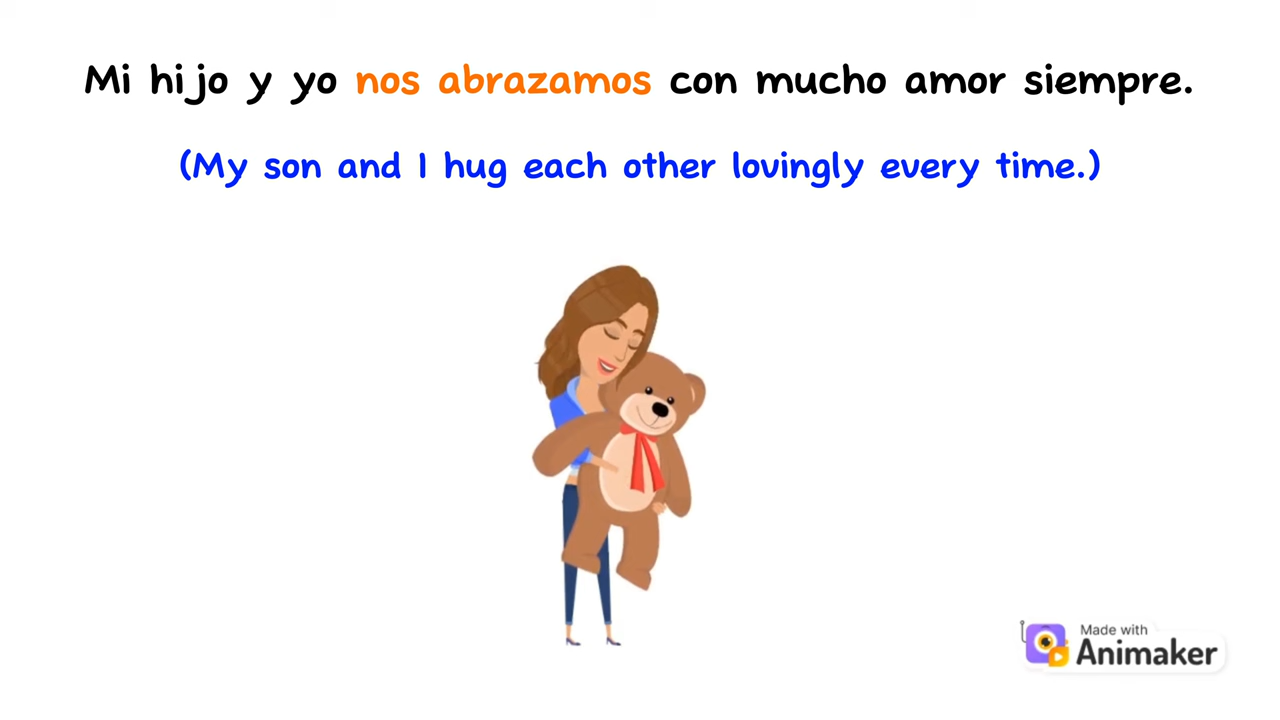 Mi hijo y yo nos abrazamos con mucho amor siempre.
(My son and I hug each other lovingly every time.)
Made with
Animaker